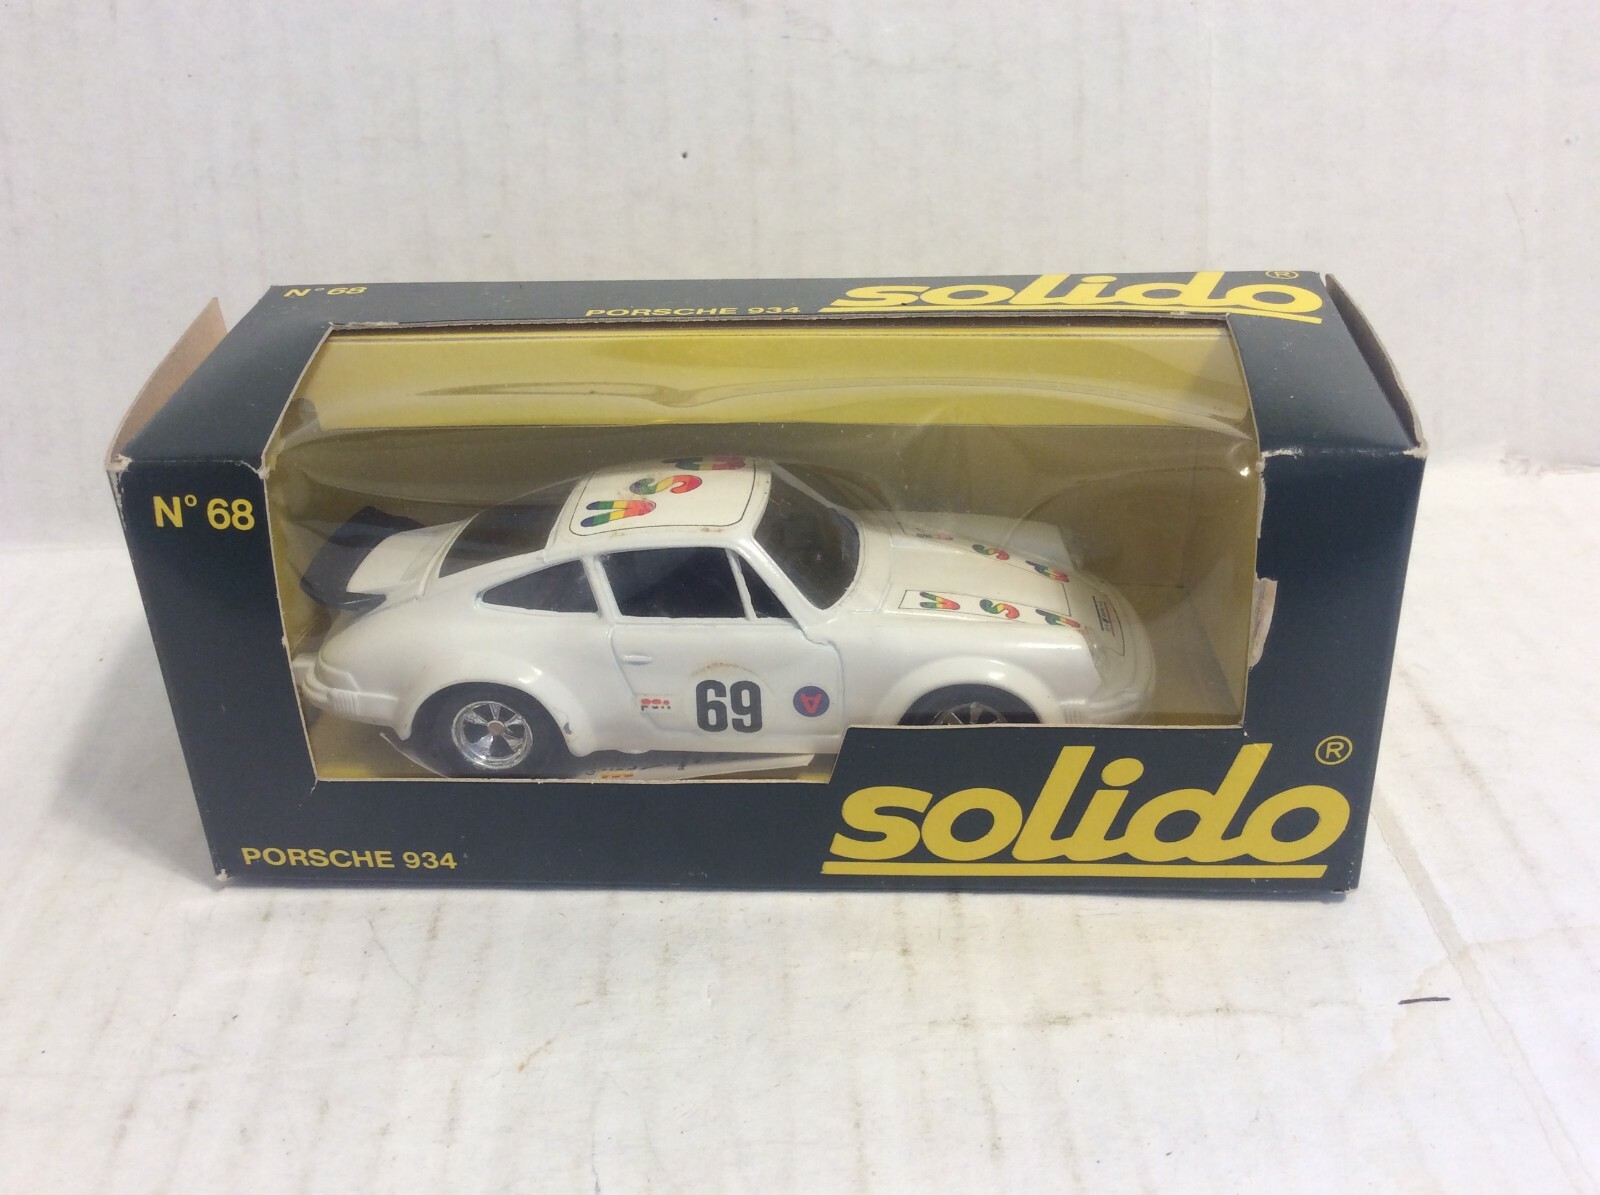 N° 68
PORSCHE 934
solido®
N° 68
69
PORSCHE 934
solido®